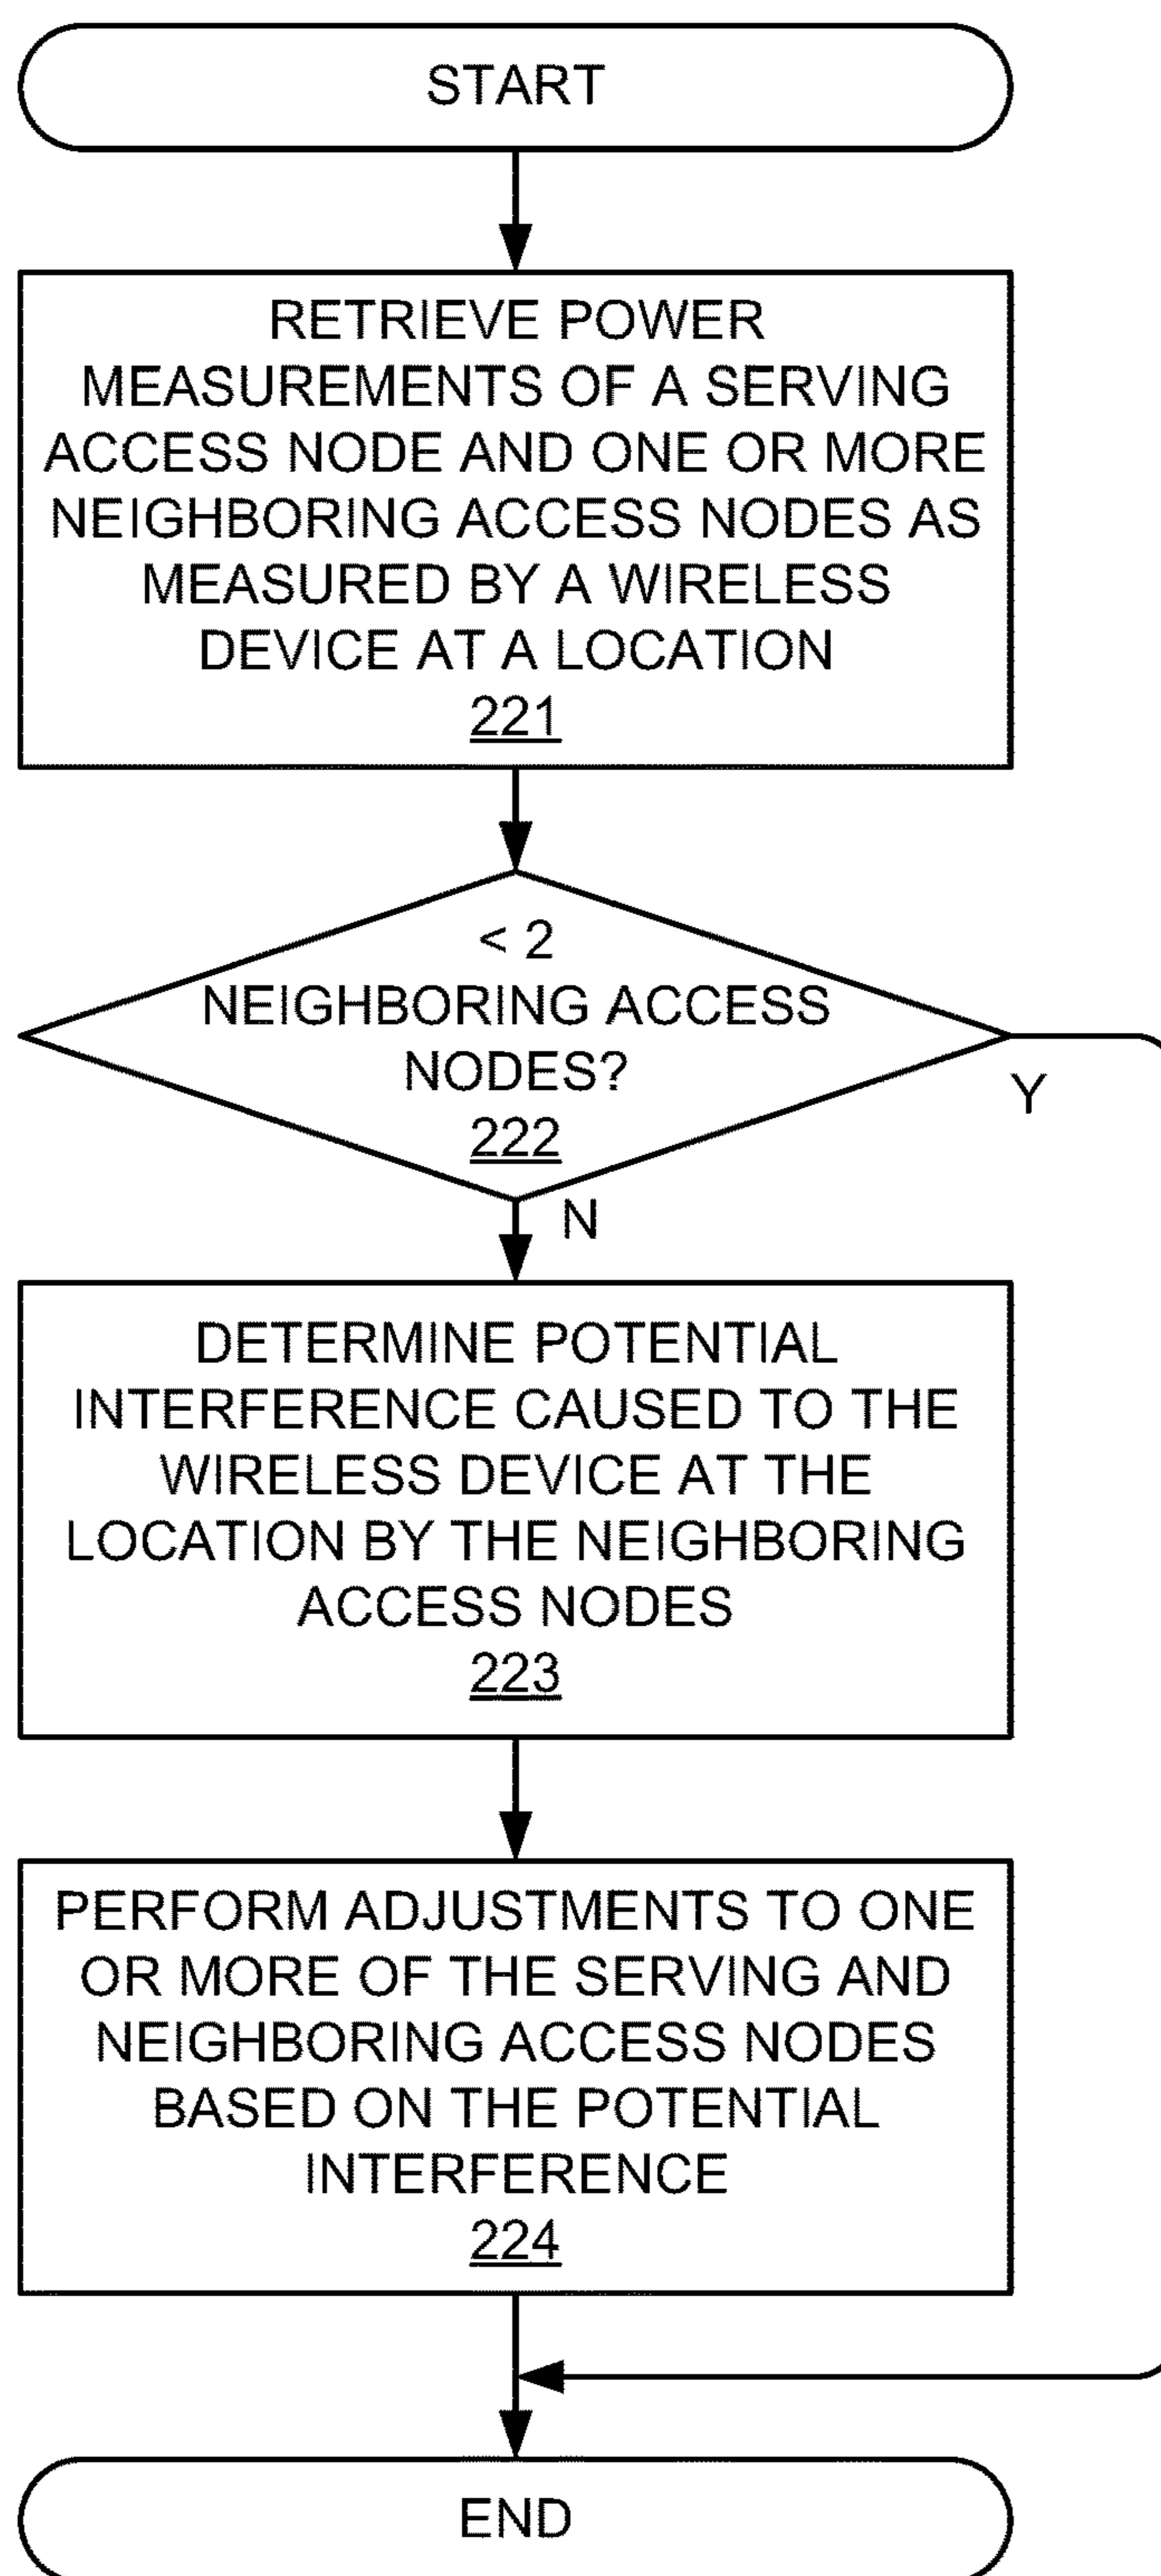 START
RETRIEVE POWER
MEASUREMENTS OF A SERVING
ACCESS NODE AND ONE OR MORE
NEIGHBORING ACCESS NODES AS
MEASURED BY A WIRELESS
DEVICE AT A LOCATION
221
< 2
NEIGHBORING ACCESS
NODES?
222
Y
N
DETERMINE POTENTIAL
INTERFERENCE CAUSED TO THE
WIRELESS DEVICE AT THE
LOCATION BY THE NEIGHBORING
ACCESS NODES
223
PERFORM ADJUSTMENTS TO ONE
OR MORE OF THE SERVING AND
NEIGHBORING ACCESS NODES
BASED ON THE POTENTIAL
INTERFERENCE
224
END